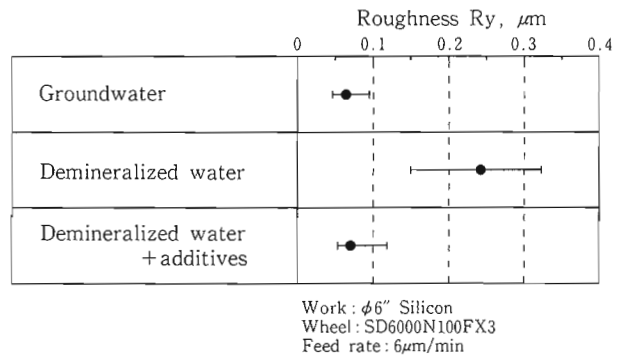 Roughness Ry, μm
0 0.1 0.2 0.3 0.4
Groundwater
Demineralized water
Demineralized water
+additives
Work : ϕ6″ Silicon
Wheel : SD6000N100FX3
Feed rate : 6μm/min